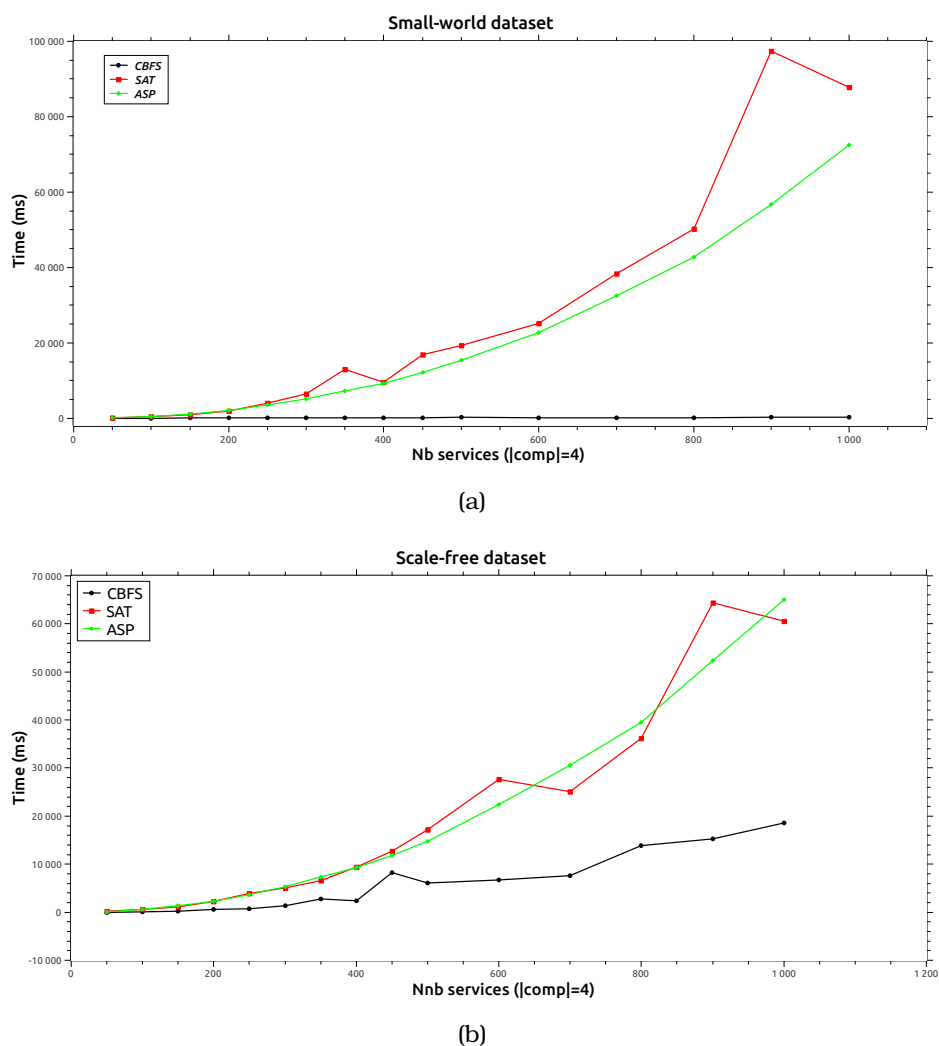 Small-world dataset
100 000
80 000
60 000
40 000
20 000
0
Time (ms)
CBFS
SAT
ASP
0
200
400
600
800
1 000
Nb services (|comp|=4)
(a)
Scale-free dataset
70 000
60 000
50 000
40 000
30 000
20 000
10 000
0
-10 000
Time (ms)
CBFS
SAT
ASP
0
200
400
600
800
1 000
1 200
Nnb services (|comp|=4)
(b)